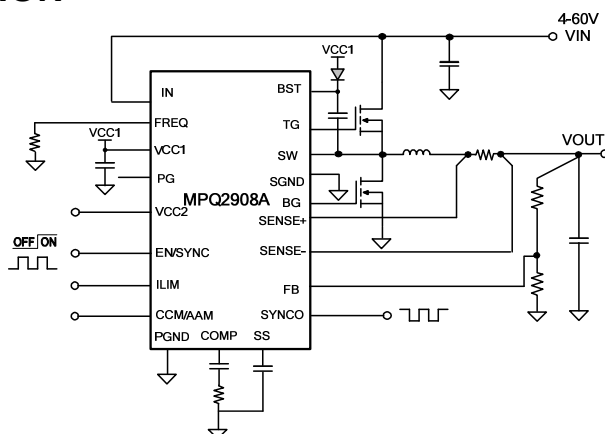 4-60V
VIN
VCC1
IN
BST
FREQ
VCC1
TG
VCC1
VOUT
SW
PG
SGND
MPQ2908A
BG
VCC2
SENSE+
OFF ON
EN/SYNC
SENSE-
ILIM
FB
CCM/AAM
SYNCO
PGND
COMP
SS